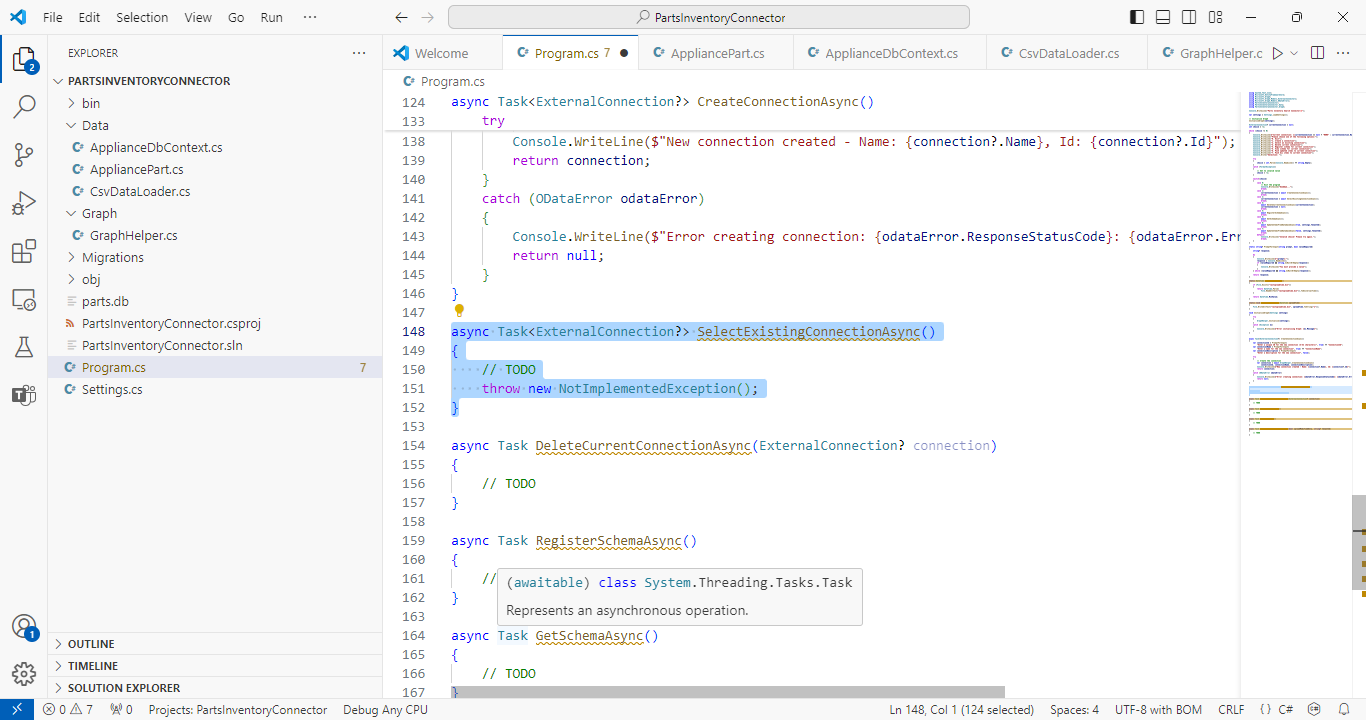 File Edit Selection View Go Run ···
PartsInventoryConnector
EXPLORER
PARTSINVENTORYCONNECTOR
bin
Data
ApplianceDbContext.cs
AppliancePart.cs
CsvDataLoader.cs
Graph
GraphHelper.cs
Migrations
obj
parts.db
PartsInventoryConnector.csproj
PartsInventoryConnector.sln
Program.cs 7
Settings.cs
OUTLINE
TIMELINE
SOLUTION EXPLORER
2
1
Welcome
Program.cs 7
AppliancePart.cs
ApplianceDbContext.cs
CsvDataLoader.cs
GraphHelper.c
Program.cs
124 async Task<ExternalConnection?> CreateConnectionAsync()
133 try
138 Console.WriteLine($"New connection created - Name: {connection?.Name}, Id: {connection?.Id}");
139 return connection;
140 }
141 catch (ODataError odataError)
142 {
143 Console.WriteLine($"Error creating connection: {odataError.ResponseStatusCode}: {odataError.Err
144 return null;
145 }
146 }
147
148 async Task<ExternalConnection?> SelectExistingConnectionAsync()
149 {
150 // TODO
151 throw new NotImplementedException();
152 }
153
154 async Task DeleteCurrentConnectionAsync(ExternalConnection? connection)
155 {
156 // TODO
157 }
158
159 async Task RegisterSchemaAsync()
160 {
161 //
162 }
163
(awaitable) class System.Threading.Tasks.Task
Represents an asynchronous operation.
164 async Task GetSchemaAsync()
165 {
166 // TODO
167 }
0 7 0 Projects: PartsInventoryConnector Debug Any CPU Ln 148, Col 1 (124 selected) Spaces: 4 UTF-8 with BOM CRLF { } C#